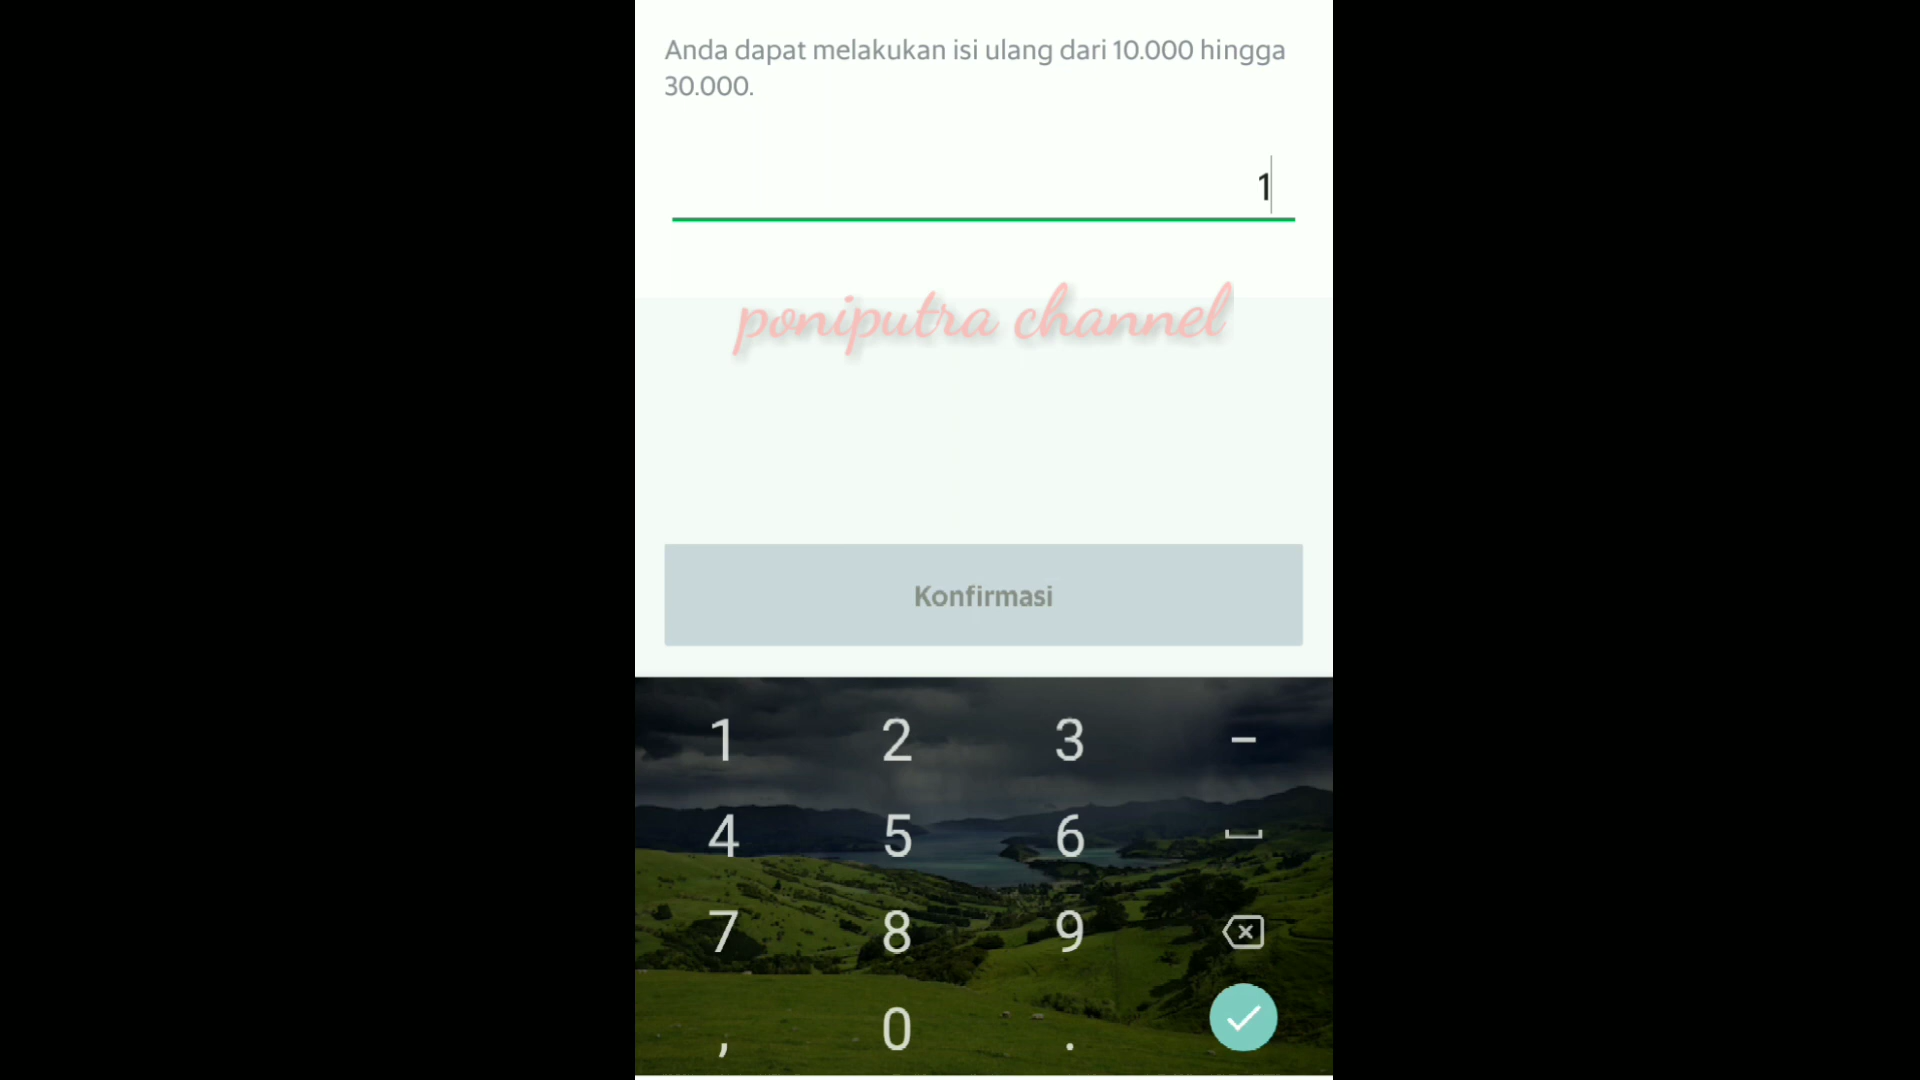 Anda dapat melakukan isi ulang dari 10.000 hingga
30.000.
1
poniputra channel
Konfirmasi
1 2 3 -
4 5 6
7 8 9
, 0 .